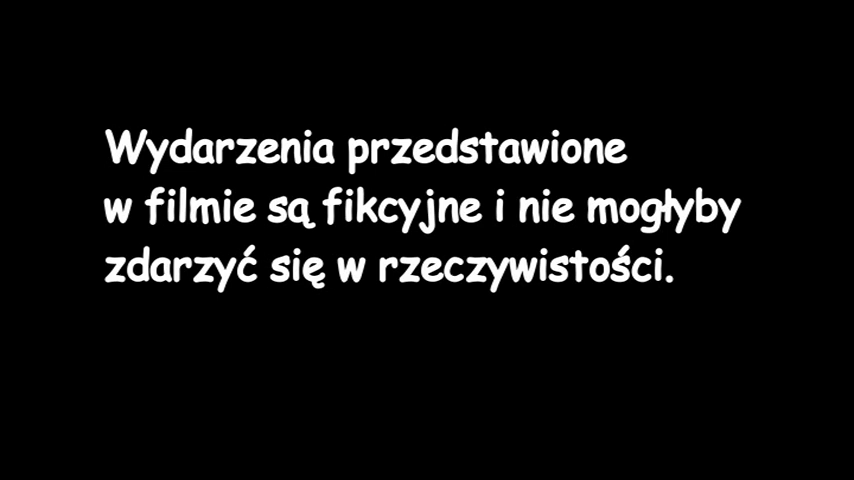 Wydarzenia przedstawione
w filmie są fikcyjne i nie mogłyby
zdarzyć się w rzeczywistości.